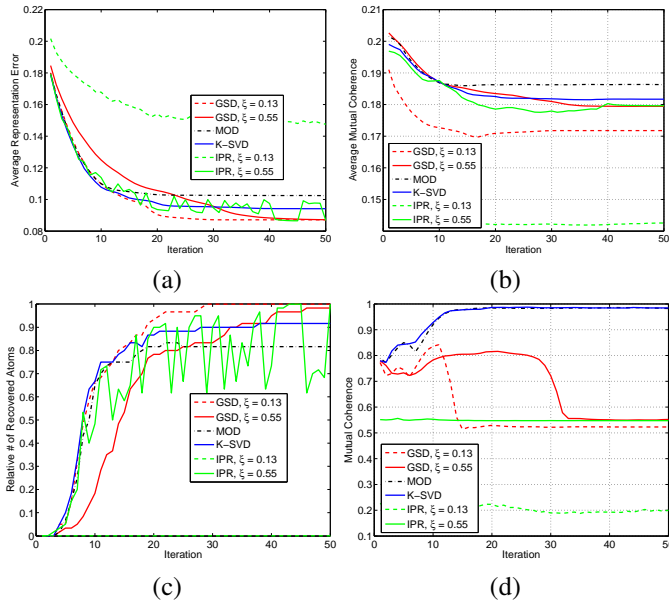 Average Representation Error
0.2
0.18
0.16
0.14
0.12
0.1
0.08
GSD, ξ = 0.13
GSD, ξ = 0.55
MOD
K−SVD
IPR, ξ = 0.13
IPR, ξ = 0.55
0
10
20
30
40
50
Iteration
(a)
Average Mutual Coherence
0.2
0.19
0.18
0.17
0.16
0.15
GSD, ξ = 0.13
GSD, ξ = 0.55
MOD
K−SVD
IPR, ξ = 0.13
IPR, ξ = 0.55
0
10
20
30
40
50
Iteration
(b)
Relative # of Recovered Atoms
1
0.9
0.8
0.7
0.6
0.5
0.4
0.3
0.2
0.1
0
GSD, ξ = 0.13
GSD, ξ = 0.55
MOD
K−SVD
IPR, ξ = 0.13
IPR, ξ = 0.55
0
10
20
30
40
50
Iteration
(c)
Mutual Coherence
1
0.9
0.8
0.7
0.6
0.5
0.4
0.3
0.2
0.1
GSD, ξ = 0.13
GSD, ξ = 0.55
MOD
K−SVD
IPR, ξ = 0.13
IPR, ξ = 0.55
0
10
20
30
40
50
Iteration
(d)